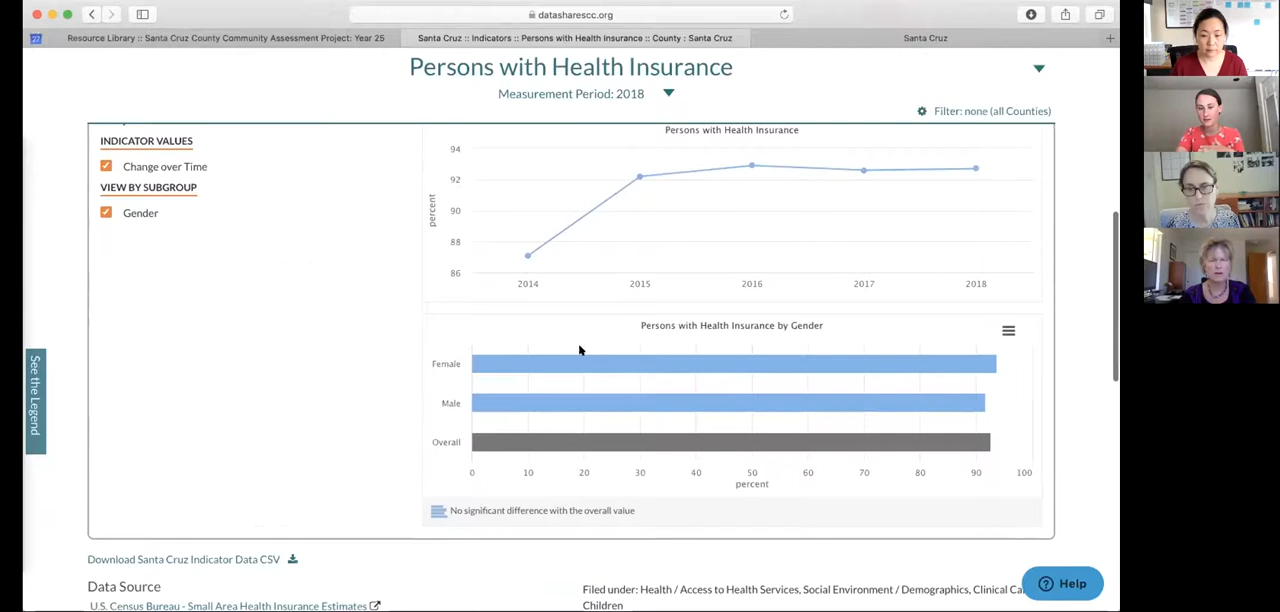 datasharescc.org
Resource Library :: Santa Cruz County Community Assessment Project: Year 25
Santa Cruz :: Indicators :: Persons with Health Insurance :: County : Santa Cruz
Santa Cruz
Persons with Health Insurance
Measurement Period: 2018
Filter: none (all Counties)
INDICATOR VALUES
Change over Time
VIEW BY SUBGROUP
Gender
Persons with Health Insurance
94
92
90
88
86
percent
2014 2015 2016 2017 2018
Persons with Health Insurance by Gender
Female
Male
Overall
0 10 20 30 40 50 60 70 80 90 100
percent
No significant difference with the overall value
See the Legend
Download Santa Cruz Indicator Data CSV
Data Source
U.S. Census Bureau - Small Area Health Insurance Estimates
Filed under: Health / Access to Health Services, Social Environment / Demographics, Clinical Ca
Children
Help